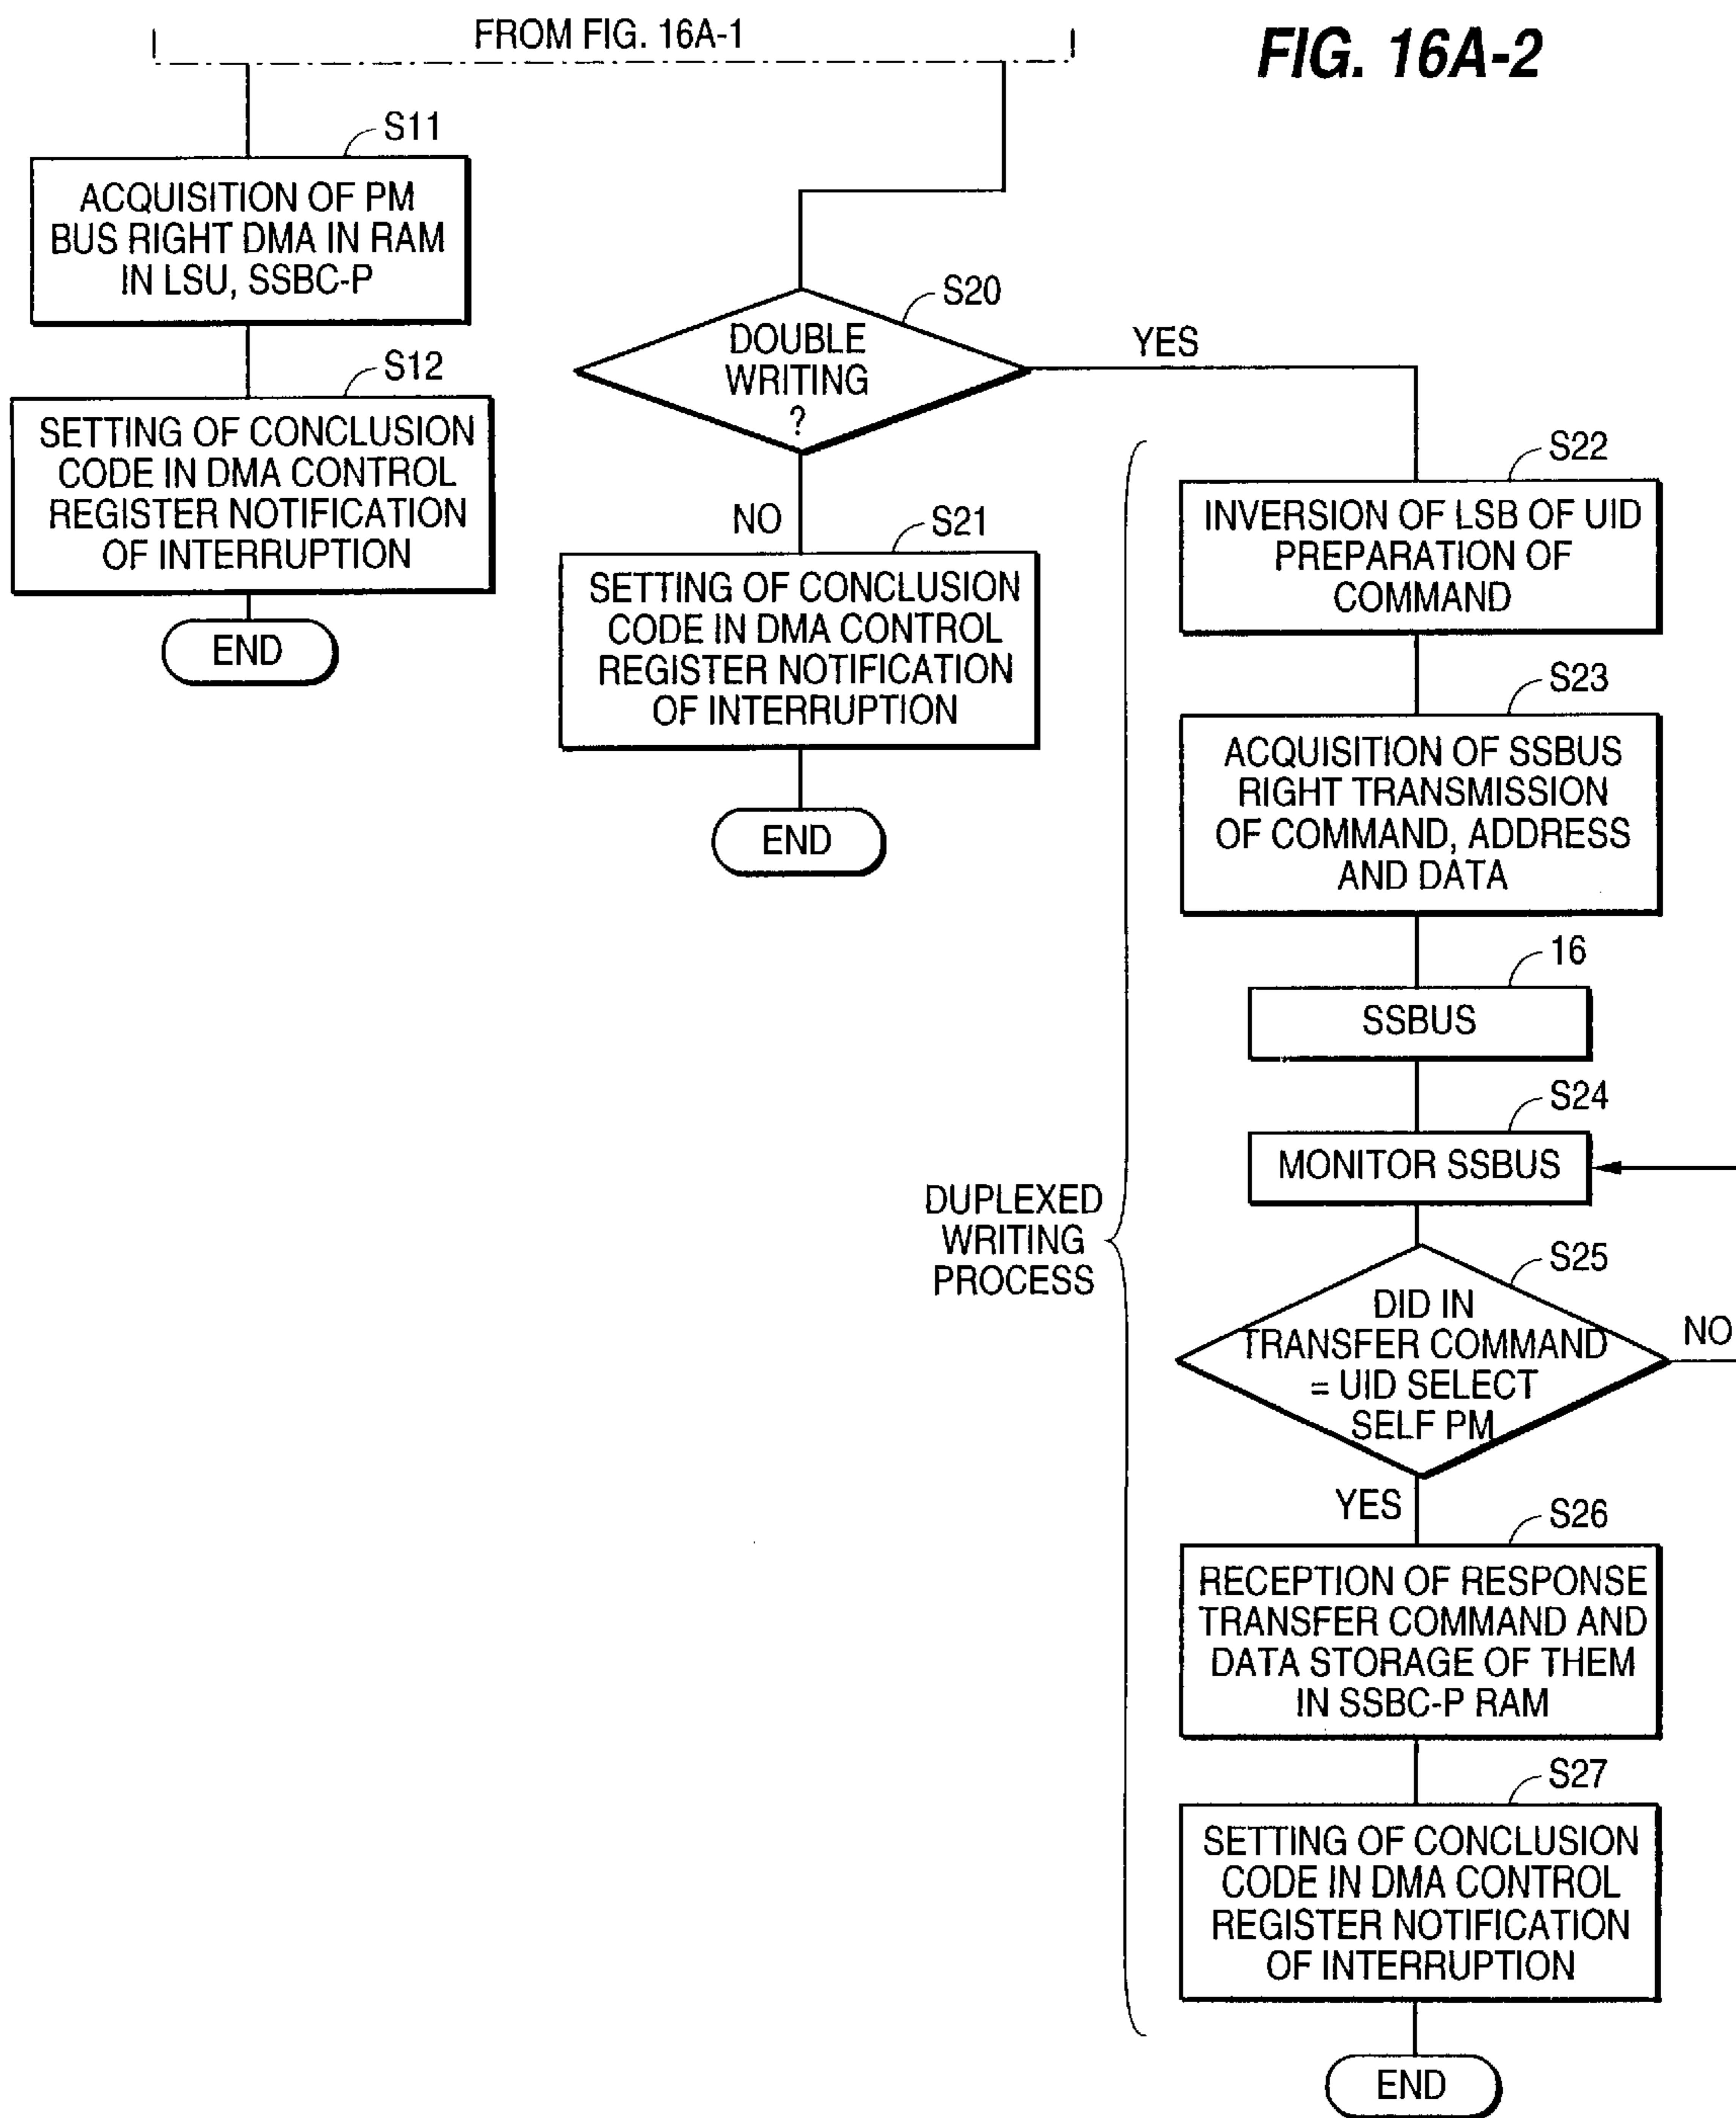 FROM FIG. 16A-1
FIG. 16A-2
S11
ACQUISITION OF PM
BUS RIGHT DMA IN RAM
IN LSU, SSBC-P
S12
SETTING OF CONCLUSION
CODE IN DMA CONTROL
REGISTER NOTIFICATION
OF INTERRUPTION
END
S20
DOUBLE
WRITING
?
YES
NO
S21
SETTING OF CONCLUSION
CODE IN DMA CONTROL
REGISTER NOTIFICATION
OF INTERRUPTION
END
DUPLEXED
WRITING
PROCESS
S22
INVERSION OF LSB OF UID
PREPARATION OF
COMMAND
S23
ACQUISITION OF SSBUS
RIGHT TRANSMISSION
OF COMMAND, ADDRESS
AND DATA
16
SSBUS
S24
MONITOR SSBUS
S25
DID IN
TRANSFER COMMAND
= UID SELECT
SELF PM
NO
YES
S26
RECEPTION OF RESPONSE
TRANSFER COMMAND AND
DATA STORAGE OF THEM
IN SSBC-P RAM
S27
SETTING OF CONCLUSION
CODE IN DMA CONTROL
REGISTER NOTIFICATION
OF INTERRUPTION
END